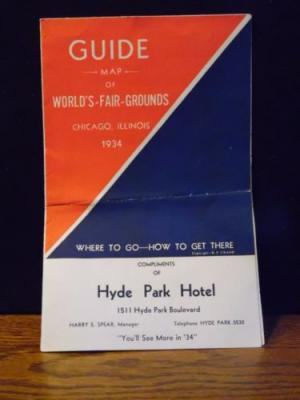 GUIDE
MAP
OF
WORLD'S-FAIR-GROUNDS
CHICAGO, ILLINOIS
1934
WHERE TO GO—HOW TO GET THERE
COMPLIMENTS
OF
Hyde Park Hotel
1511 Hyde Park Boulevard
HARRY S. SPEAR, Manager Telephone HYDE PARK 0530
"You'll See More in '34"